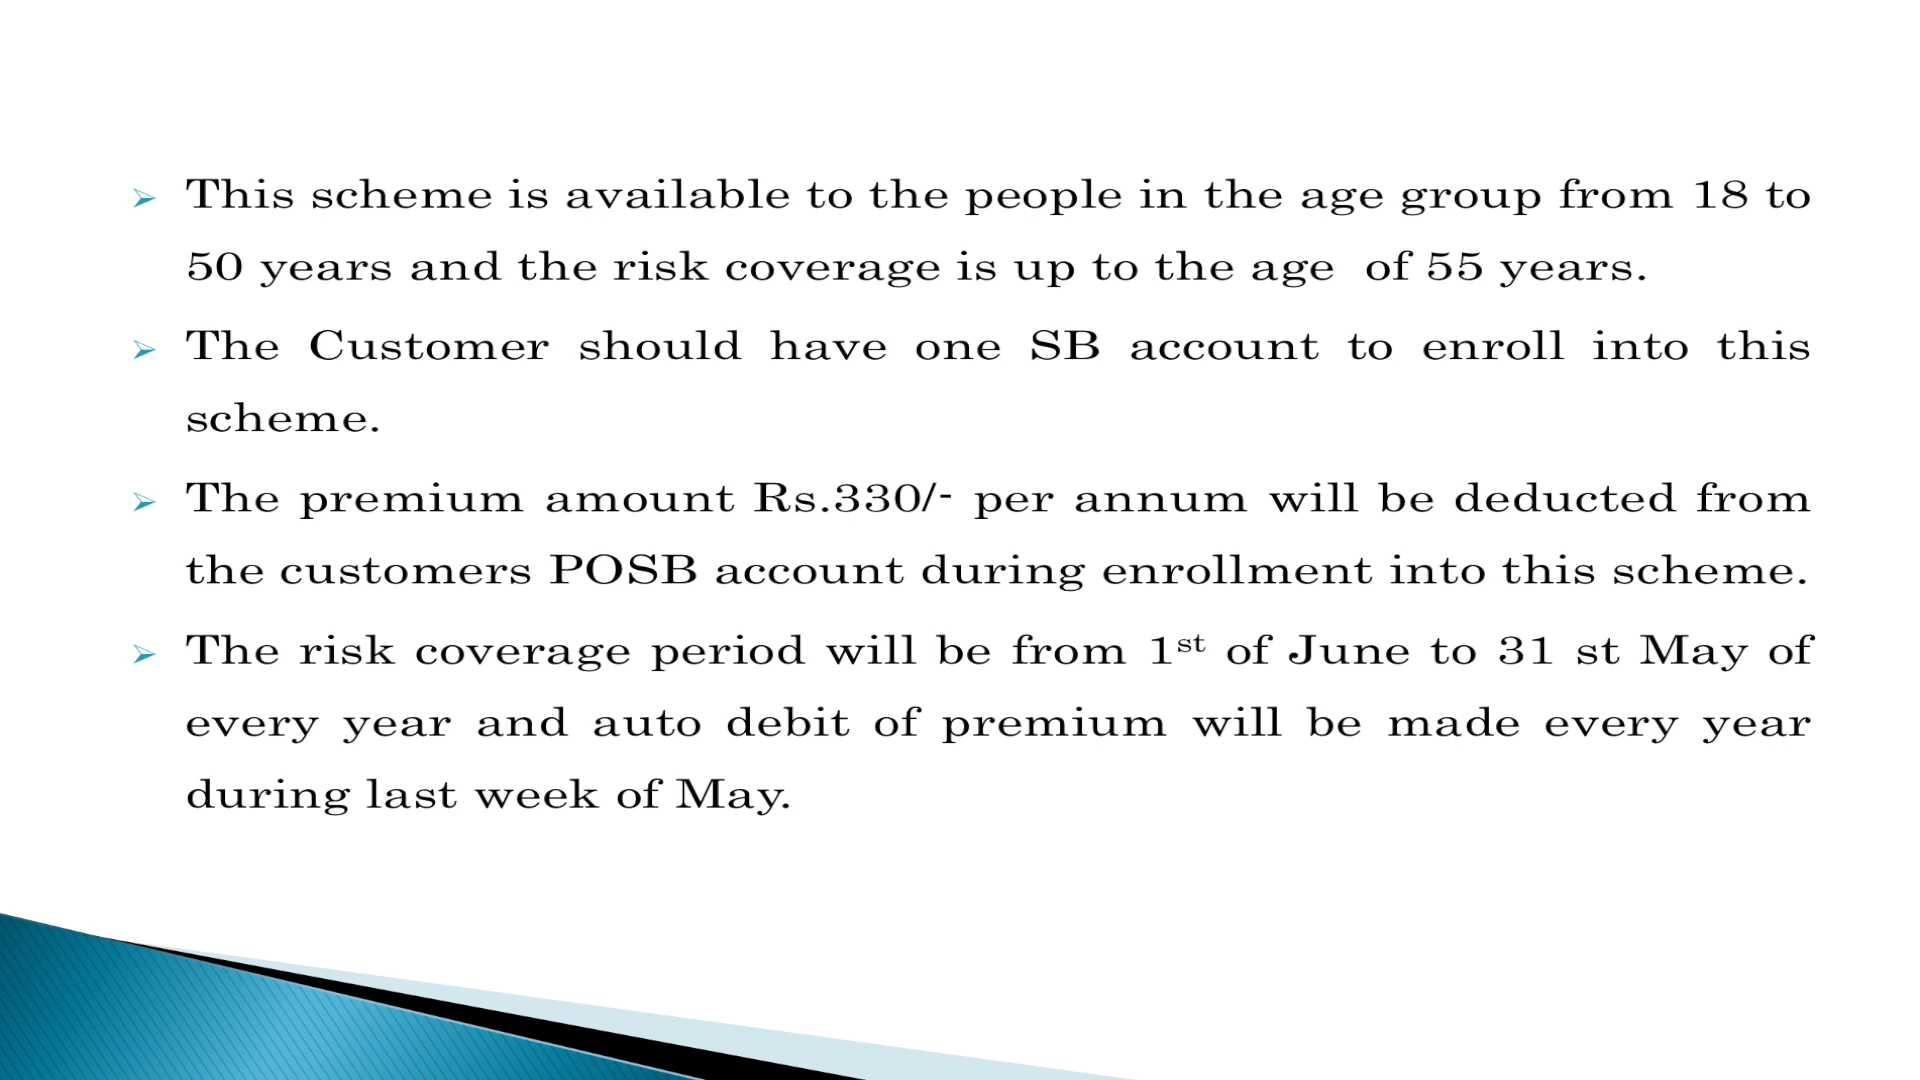 ➢ This scheme is available to the people in the age group from 18 to
50 years and the risk coverage is up to the age  of 55 years.
➢ The Customer should have one SB account to enroll into this
scheme.
➢ The premium amount Rs.330/- per annum will be deducted from
the customers POSB account during enrollment into this scheme.
➢ The risk coverage period will be from 1st of June to 31 st May of
every year and auto debit of premium will be made every year
during last week of May.